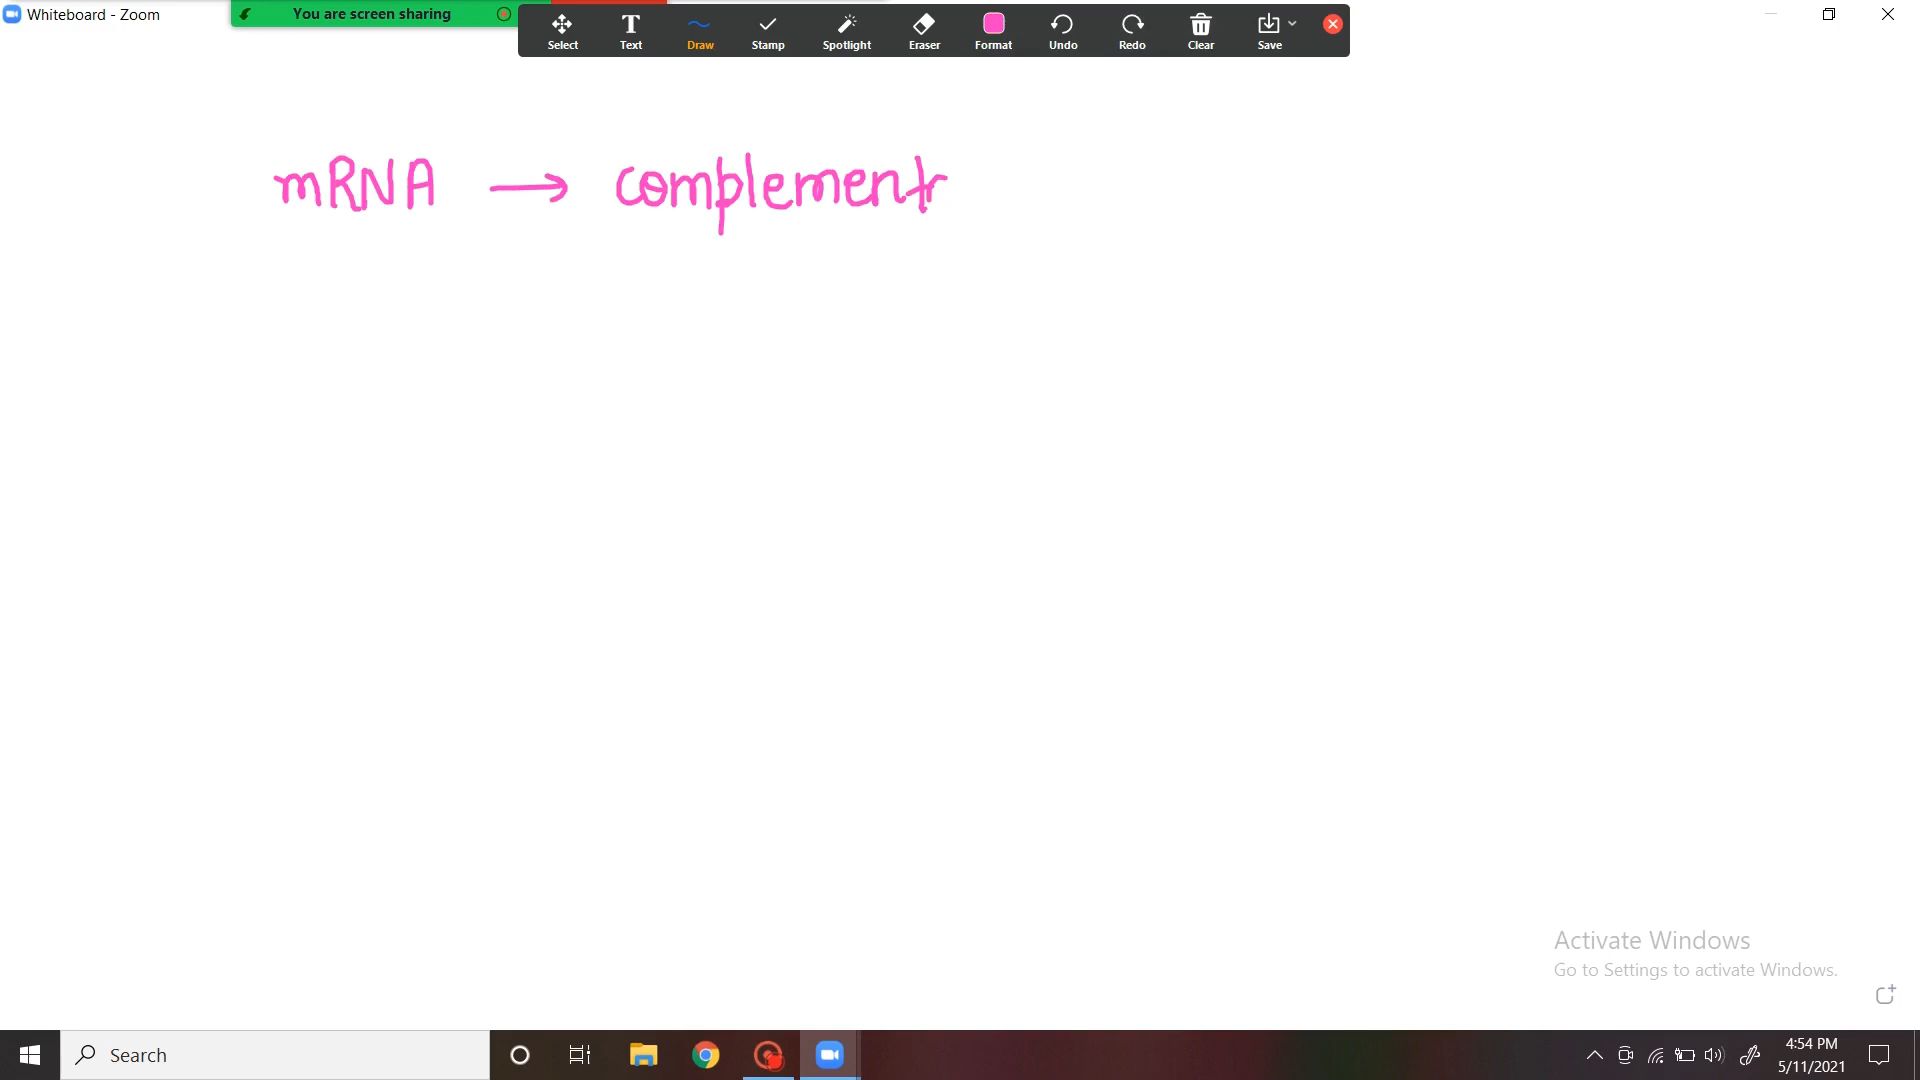 Whiteboard - Zoom
You are screen sharing
Select Text Draw Stamp Spotlight Eraser Format Undo Redo Clear Save
mRNA → complement
Activate Windows
Go to Settings to activate Windows.
Search
4:54 PM
5/11/2021